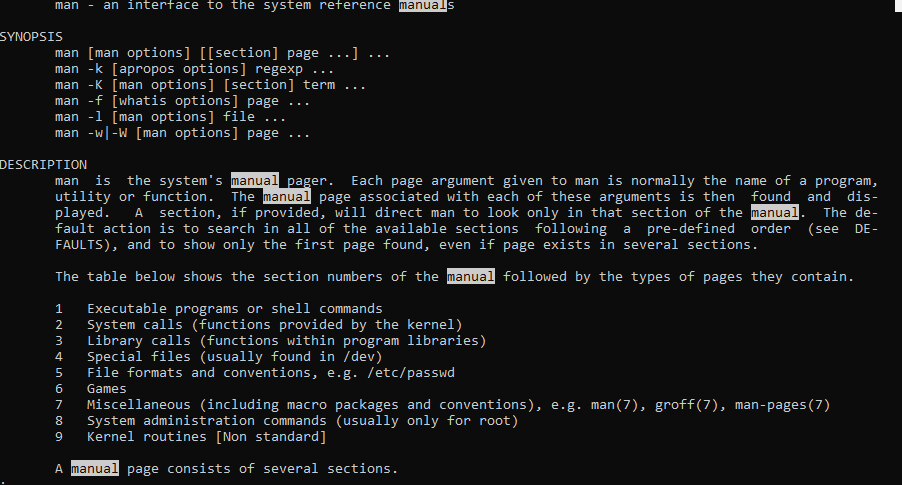 man - an interface to the system reference manuals
SYNOPSIS
man [man options] [[section] page ...] ...
man -k [apropos options] regexp ...
man -K [man options] [section] term ...
man -f [whatis options] page ...
man -l [man options] file ...
man -w|-W [man options] page ...
DESCRIPTION
man is the system's manual pager. Each page argument given to man is normally the name of a program,
utility or function. The manual page associated with each of these arguments is then found and dis-
played. A section, if provided, will direct man to look only in that section of the manual. The de-
fault action is to search in all of the available sections following a pre-defined order (see DE-
FAULTS), and to show only the first page found, even if page exists in several sections.
The table below shows the section numbers of the manual followed by the types of pages they contain.
1 Executable programs or shell commands
2 System calls (functions provided by the kernel)
3 Library calls (functions within program libraries)
4 Special files (usually found in /dev)
5 File formats and conventions, e.g. /etc/passwd
6 Games
7 Miscellaneous (including macro packages and conventions), e.g. man(7), groff(7), man-pages(7)
8 System administration commands (usually only for root)
9 Kernel routines [Non standard]
A manual page consists of several sections.